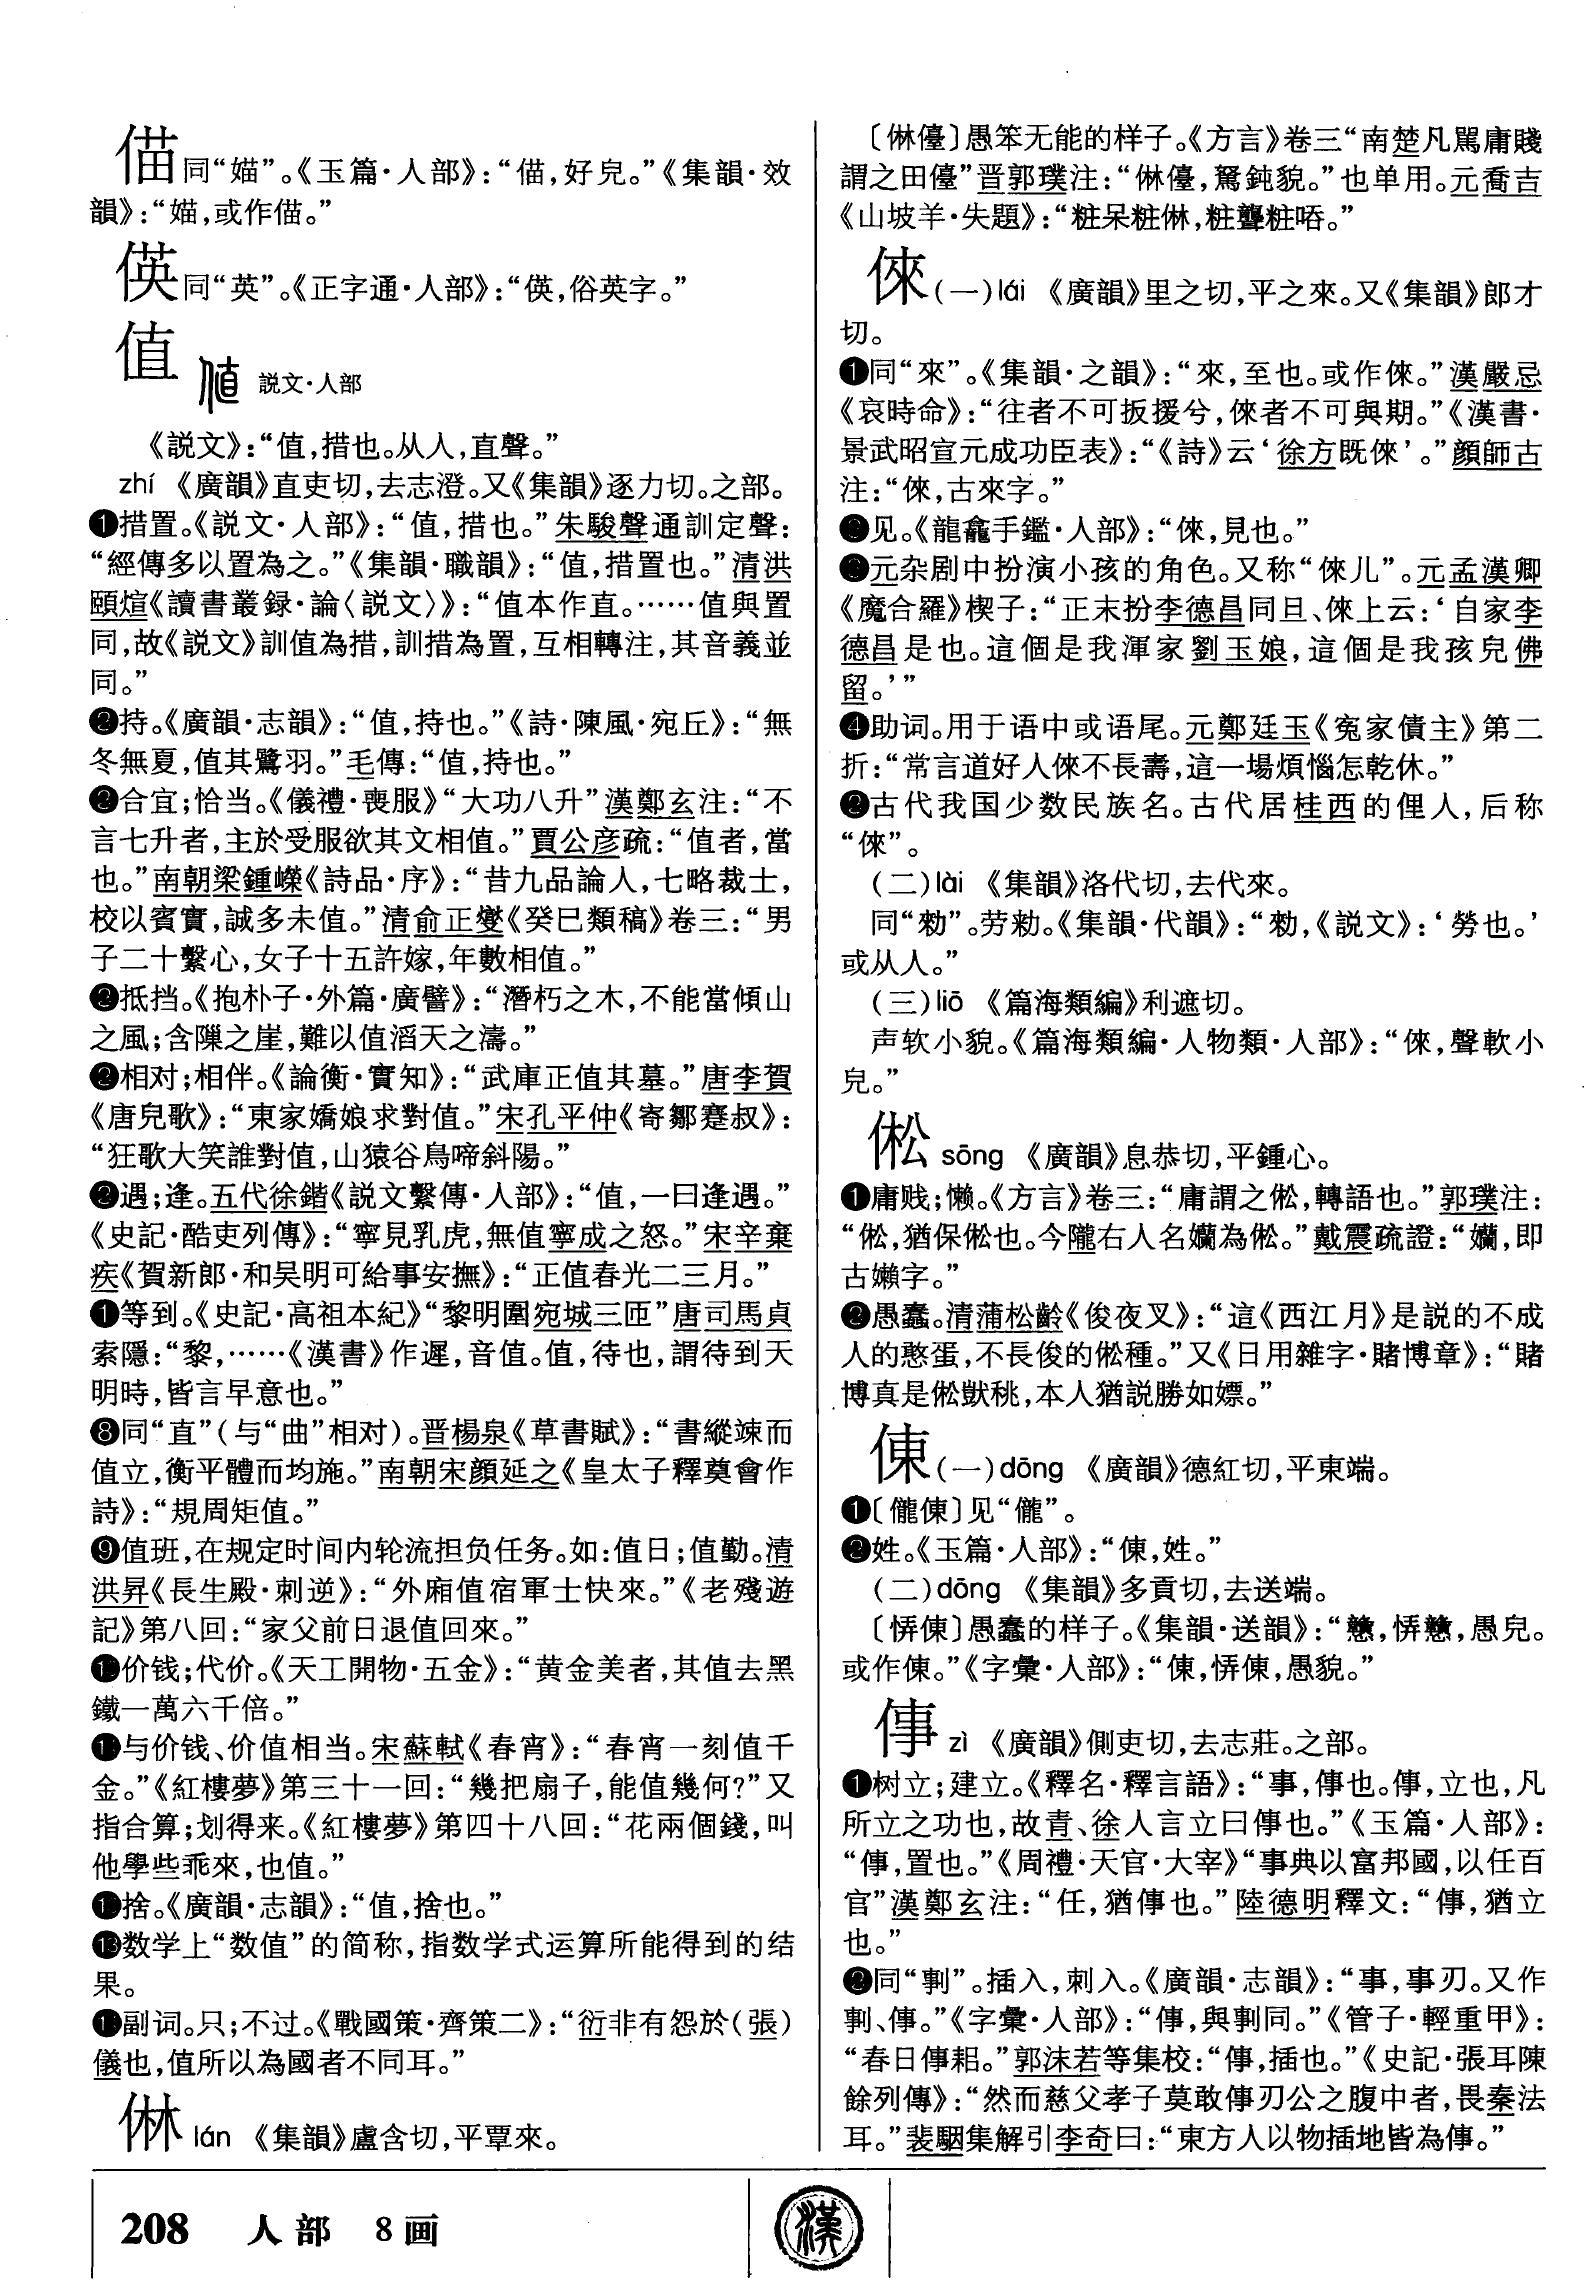 偤同“媌”。《玉篇·人部》：“偤，好皃。”《集韻·效
韻》：“媌，或作偤。”
偀同“英”。《正字通·人部》：“偀，俗英字。”
值
説文·人部
《説文》：“值，措也。从人，直聲。”
zhí 《廣韻》直吏切，去志澄。又《集韻》逐力切。之部。
❶措置。《説文·人部》：“值，措也。”朱駿聲通訓定聲：
“經傳多以置為之。”《集韻·職韻》：“值，措置也。”清洪
頤煊《讀書叢録·論〈説文〉》：“值本作直。……值與置
同，故《説文》訓值為措，訓措為置，互相轉注，其音義並
同。”
❷持。《廣韻·志韻》：“值，持也。”《詩·陳風·宛丘》：“無
冬無夏，值其鷺羽。”毛傳：“值，持也。”
❷合宜；恰当。《儀禮·喪服》“大功八升”漢鄭玄注：“不
言七升者，主於受服欲其文相值。”賈公彦疏：“值者，當
也。”南朝梁鍾嶸《詩品·序》：“昔九品論人，七略裁士，
校以賓實，誠多未值。”清俞正燮《癸巳類稿》卷三：“男
子二十繫心，女子十五許嫁，年數相值。”
❷抵挡。《抱朴子·外篇·廣譬》：“潛朽之木，不能當傾山
之風；含隟之崖，難以值滔天之濤。”
❷相对；相伴。《論衡·實知》：“武庫正值其墓。”唐李賀
《唐兒歌》：“東家嬌娘求對值。”宋孔平仲《寄鄒蹇叔》：
“狂歌大笑誰對值，山猿谷鳥啼斜陽。”
❷遇；逢。五代徐鍇《説文繫傳·人部》：“值，一曰逢遇。”
《史記·酷吏列傳》：“寧見乳虎，無值寧成之怒。”宋辛棄
疾《賀新郎·和吴明可給事安撫》：“正值春光二三月。”
❶等到。《史記·高祖本紀》“黎明圍宛城三匝”唐司馬貞
索隱：“黎，……《漢書》作遲，音值。值，待也，謂待到天
明時，皆言早意也。”
❽同“直”（与“曲”相对）。晋楊泉《草書賦》：“書縱竦而
值立，衡平體而均施。”南朝宋顔延之《皇太子釋奠會作
詩》：“規周矩值。”
❾值班，在规定时间内轮流担负任务。如：值日；值勤。清
洪昇《長生殿·刺逆》：“外廂值宿軍士快來。”《老殘遊
記》第八回：“家父前日退值回來。”
❶价钱；代价。《天工開物·五金》：“黄金美者，其值去黑
鐵一萬六千倍。”
❶与价钱、价值相当。宋蘇軾《春宵》：“春宵一刻值千
金。”《紅樓夢》第三十一回：“幾把扇子，能值幾何？”又
指合算；划得来。《紅樓夢》第四十八回：“花兩個錢，叫
他學些乖來，也值。”
❶捨。《廣韻·志韻》：“值，捨也。”
⓭数学上“数值”的简称，指数学式运算所能得到的结
果。
❶副词。只；不过。《戰國策·齊策二》：“衍非有怨於（張）
儀也，值所以為國者不同耳。”
㑣 lán 《集韻》盧含切，平覃來。
〔㑣儓〕愚笨无能的样子。《方言》卷三“南楚凡駡庸賤
謂之田儓”晋郭璞注：“㑣儓，駑鈍貌。”也单用。元喬吉
《山坡羊·失題》：“粧呆粧㑣，粧聾粧㖔。”
倈（一）lái 《廣韻》里之切，平之來。又《集韻》郎才
切。
❶同“來”。《集韻·之韻》：“來，至也。或作倈。”漢嚴忌
《哀時命》：“往者不可扳援兮，倈者不可與期。”《漢書·
景武昭宣元成功臣表》：“《詩》云‘徐方既倈’。”顔師古
注：“倈，古來字。”
❷见。《龍龕手鑑·人部》：“倈，見也。”
❸元杂剧中扮演小孩的角色。又称“倈儿”。元孟漢卿
《魔合羅》楔子：“正末扮李德昌同旦、倈上云：‘自家李
德昌是也。這個是我渾家劉玉娘，這個是我孩兒佛
留。’”
❹助词。用于语中或语尾。元鄭廷玉《冤家債主》第二
折：“常言道好人倈不長壽，這一場煩惱怎乾休。”
❷古代我国少数民族名。古代居桂西的俚人，后称
“倈”。
（二）lài 《集韻》洛代切，去代來。
同“勑”。劳勑。《集韻·代韻》：“勑，《説文》：‘勞也。’
或从人。”
（三）liō 《篇海類編》利遮切。
声软小貌。《篇海類編·人物類·人部》：“倈，聲軟小
皃。”
倯 sōng 《廣韻》息恭切，平鍾心。
❶庸贱；懒。《方言》卷三：“庸謂之倯，轉語也。”郭璞注：
“倯，猶保倯也。今隴右人名孏為倯。”戴震疏證：“孏，即
古嬾字。”
❷愚蠢。清蒲松齡《俊夜叉》：“這《西江月》是説的不成
人的憨蛋，不長俊的倯種。”又《日用雜字·賭博章》：“賭
博真是倯獃祧，本人猶説勝如嫖。”
倲（一）dōng 《廣韻》德紅切，平東端。
❶〔儱倲〕见“儱”。
❷姓。《玉篇·人部》：“倲，姓。”
（二）dōng 《集韻》多貢切，去送端。
〔㤓倲〕愚蠢的样子。《集韻·送韻》：“戇，㤓戇，愚皃。
或作倲。”《字彙·人部》：“倲，㤓倲，愚貌。”
倳 zì 《廣韻》側吏切，去志莊。之部。
❶树立；建立。《釋名·釋言語》：“事，倳也。倳，立也，凡
所立之功也，故青、徐人言立曰倳也。”《玉篇·人部》：
“倳，置也。”《周禮·天官·大宰》“事典以富邦國，以任百
官”漢鄭玄注：“任，猶倳也。”陸德明釋文：“倳，猶立
也。”
❷同“剚”。插入，刺入。《廣韻·志韻》：“事，事刃。又作
剚、倳。”《字彙·人部》：“倳，與剚同。”《管子·輕重甲》：
“春日倳耜。”郭沫若等集校：“倳，插也。”《史記·張耳陳
餘列傳》：“然而慈父孝子莫敢倳刃公之腹中者，畏秦法
耳。”裴駰集解引李奇曰：“東方人以物插地皆為倳。”
208 人部 8画
漢